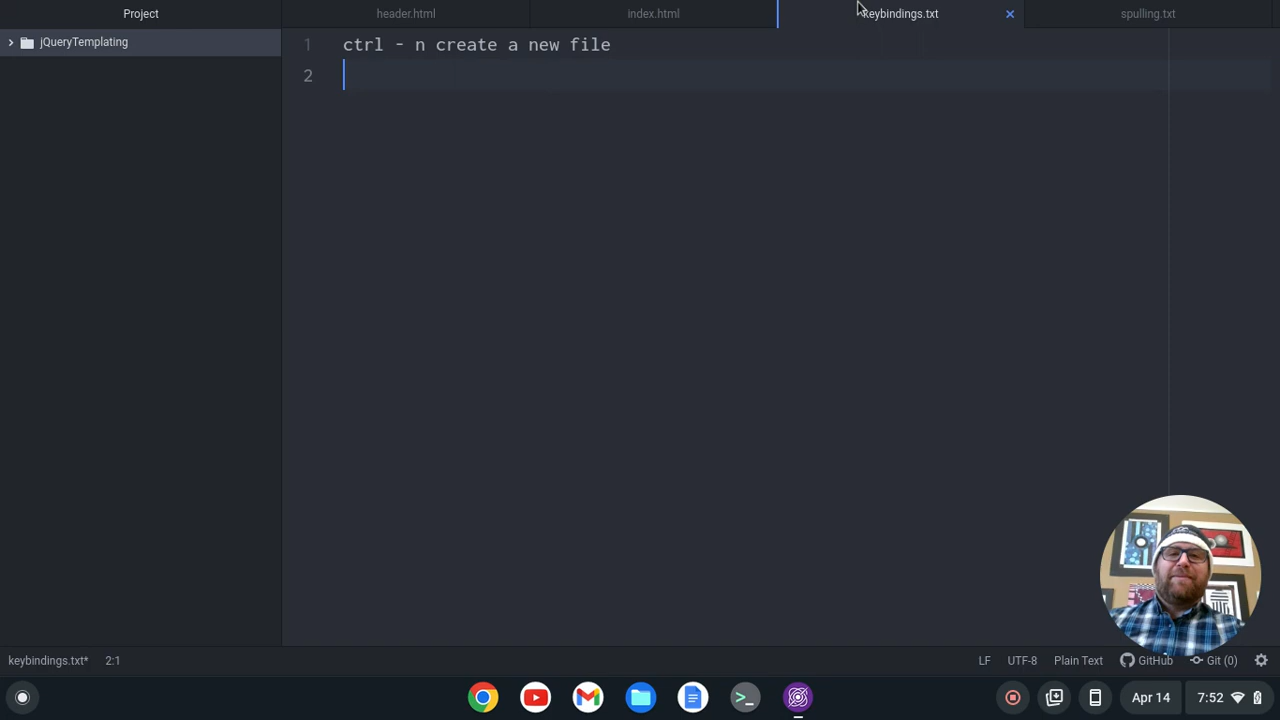 Project
header.html
index.html
keybindings.txt
spulling.txt
jQueryTemplating
1 ctrl - n create a new file
2
keybindings.txt* 2:1
LF UTF-8 Plain Text GitHub Git (0)
Apr 14 7:52